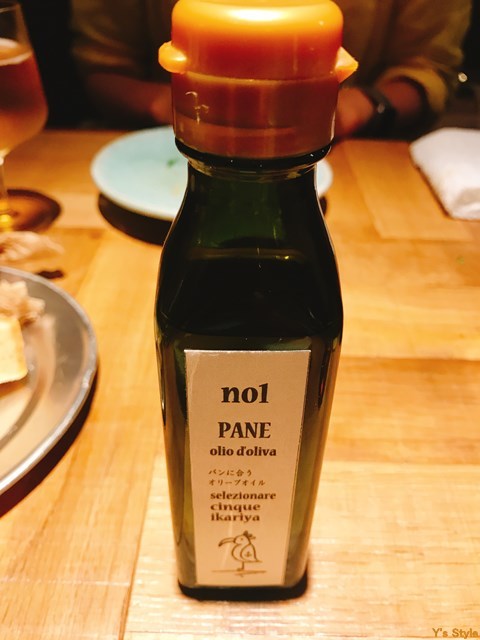 no1
PANE
olio d'oliva
パンに合う
オリーブオイル
selezionare
cinque
ikariya
Y's Style